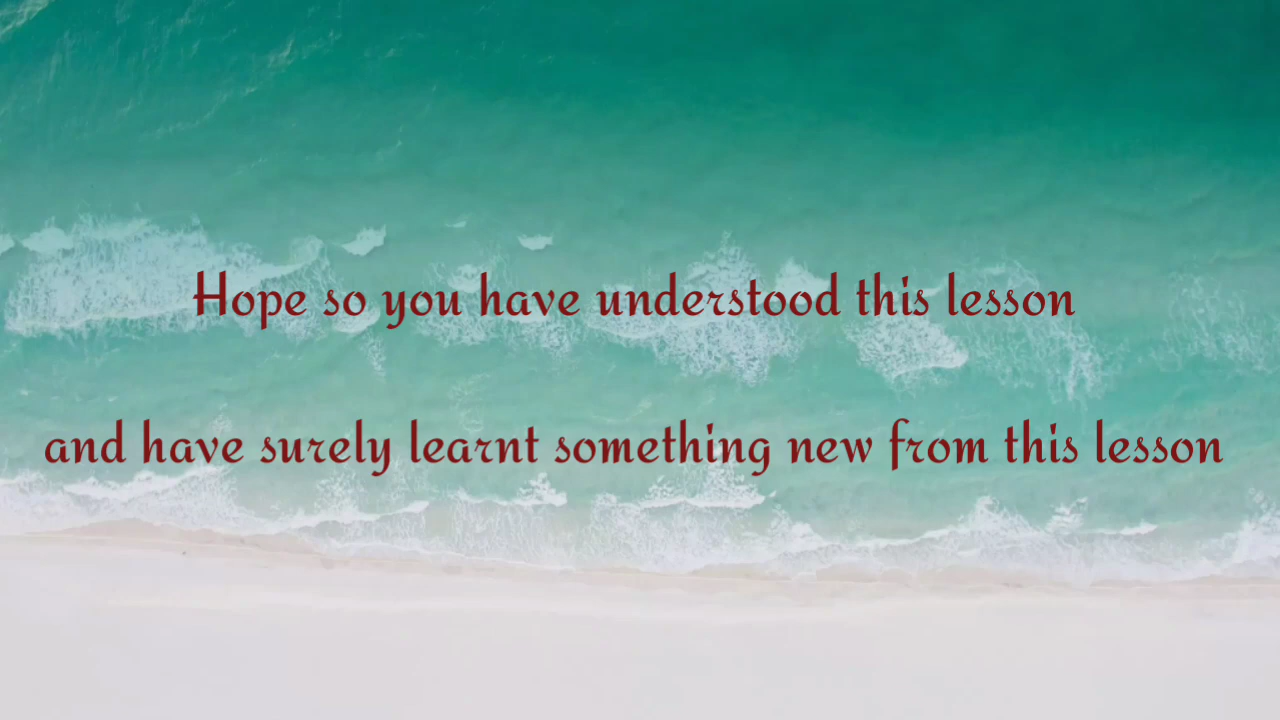 Hope so you have understood this lesson
and have surely learnt something new from this lesson